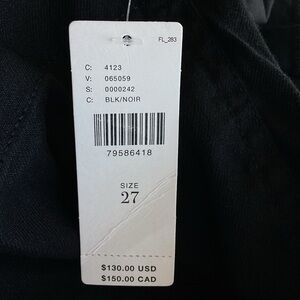 FL_283
C: 4123
V: 065059
S: 0000242
C: BLK/NOIR
79586418
SIZE
27
$130.00 USD
$150.00 CAD